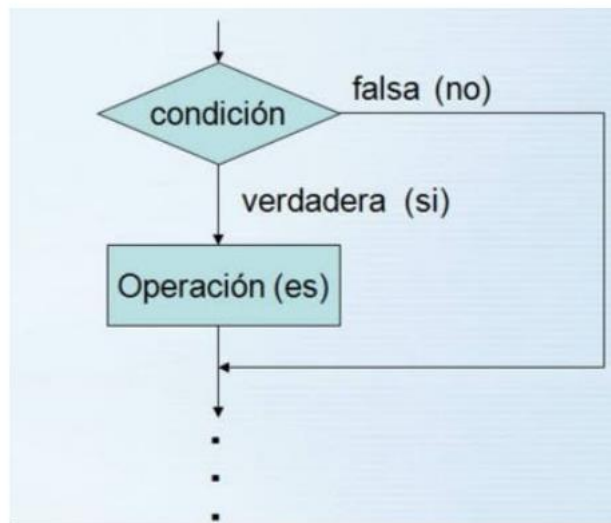 condición
falsa (no)
verdadera (si)
Operación (es)